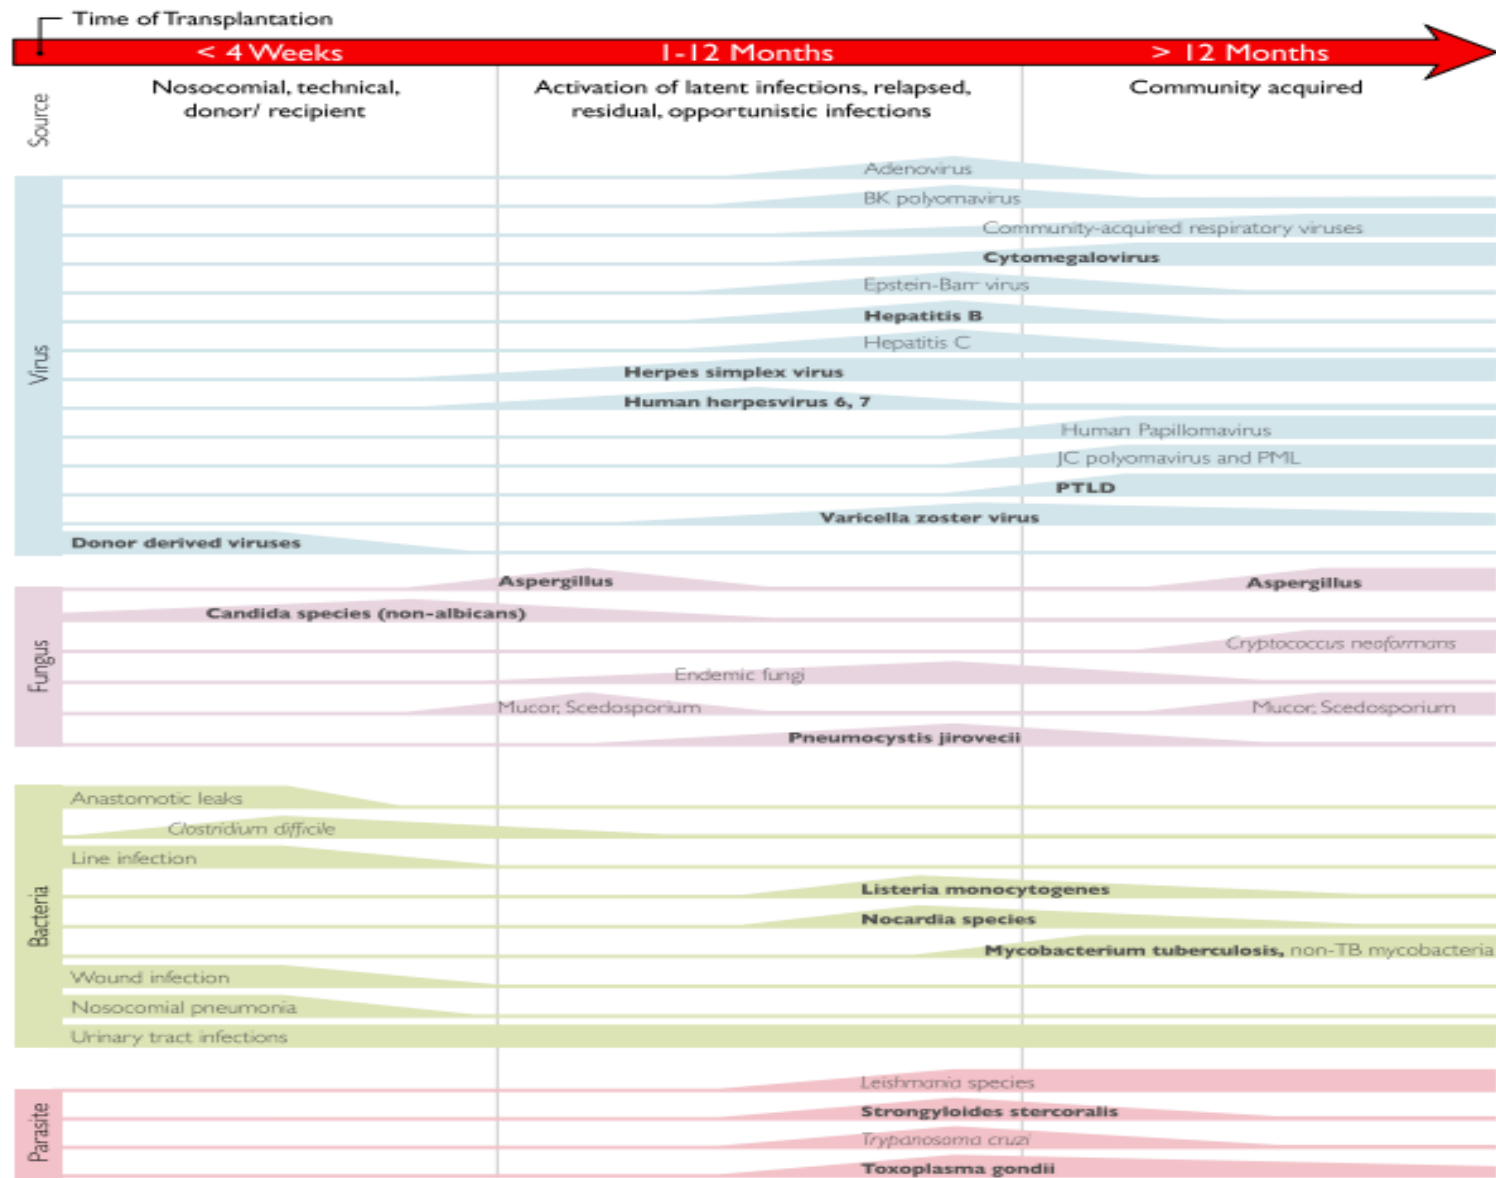 Time of Transplantation
< 4 Weeks
1-12 Months
> 12 Months
Source
Nosocomial, technical,
donor/ recipient
Activation of latent infections, relapsed,
residual, opportunistic infections
Community acquired
Virus
Adenovirus
BK polyomavirus
Community-acquired respiratory viruses
Cytomegalovirus
Epstein-Barr virus
Hepatitis B
Hepatitis C
Herpes simplex virus
Human herpesvirus 6, 7
Human Papillomavirus
JC polyomavirus and PML
PTLD
Varicella zoster virus
Donor derived viruses
Fungus
Aspergillus
Aspergillus
Candida species (non-albicans)
Cryptococcus neoformans
Endemic fungi
Mucor, Scedosporium
Mucor, Scedosporium
Pneumocystis jirovecii
Bacteria
Anastomotic leaks
Clostridium difficile
Line infection
Listeria monocytogenes
Nocardia species
Mycobacterium tuberculosis, non-TB mycobacteria
Wound infection
Nosocomial pneumonia
Urinary tract infections
Parasite
Leishmania species
Strongyloides stercoralis
Trypanosoma cruzi
Toxoplasma gondii